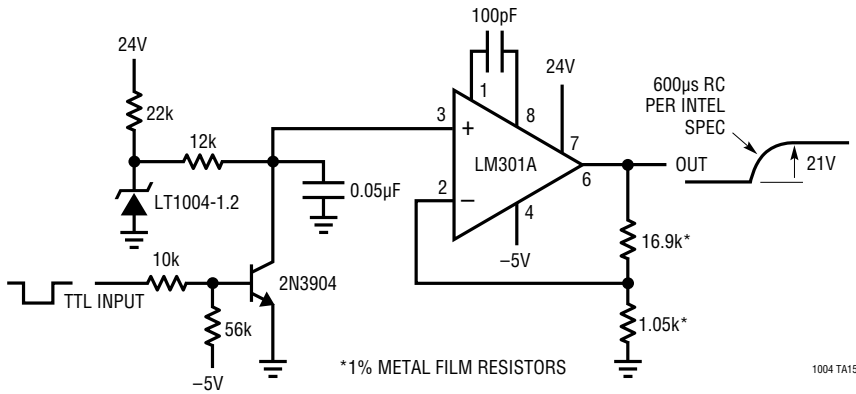 100pF
24V
24V
22k
1
8
3
+
7
12k
LM301A
6
OUT
600µs RC
PER INTEL
SPEC
21V
LT1004-1.2
0.05µF
2
–
4
–5V
16.9k*
10k
2N3904
TTL INPUT
56k
1.05k*
–5V
*1% METAL FILM RESISTORS
1004 TA15